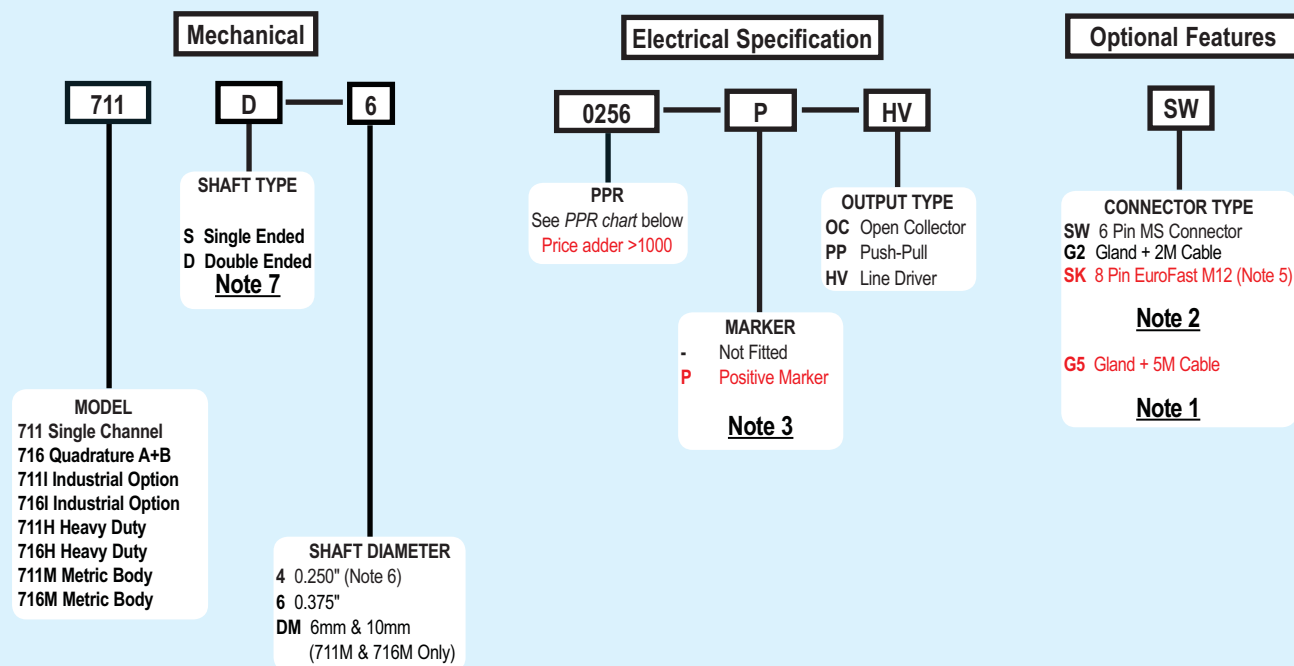 Mechanical
Electrical Specification
Optional Features
711
D
6
0256
P
HV
SW
SHAFT TYPE
S Single Ended
D Double Ended
Note 7
PPR
See PPR chart below
Price adder >1000
OUTPUT TYPE
OC Open Collector
PP Push-Pull
HV Line Driver
CONNECTOR TYPE
SW 6 Pin MS Connector
G2 Gland + 2M Cable
SK 8 Pin EuroFast M12 (Note 5)
Note 2
G5 Gland + 5M Cable
Note 1
MARKER
- Not Fitted
P Positive Marker
Note 3
MODEL
711 Single Channel
716 Quadrature A+B
711I Industrial Option
716I Industrial Option
711H Heavy Duty
716H Heavy Duty
711M Metric Body
716M Metric Body
SHAFT DIAMETER
4 0.250" (Note 6)
6 0.375"
DM 6mm & 10mm
(711M & 716M Only)